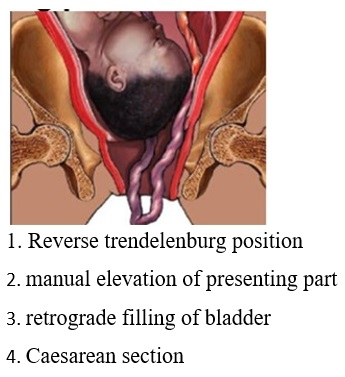 1. Reverse trendelenburg position
2. manual elevation of presenting part
3. retrograde filling of bladder
4. Caesarean section